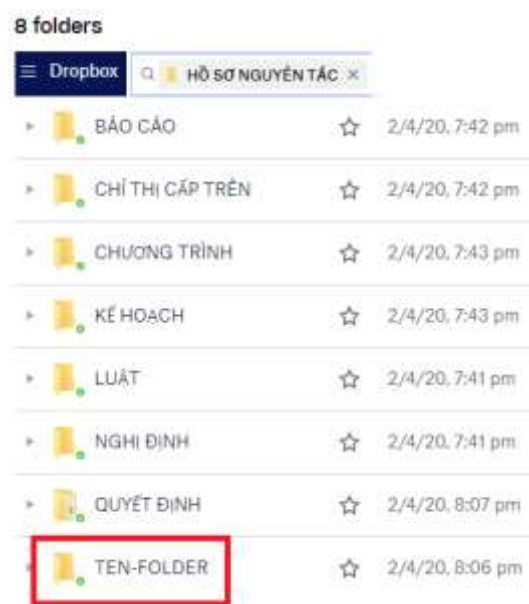 8 folders
Dropbox HỒ SƠ NGUYÊN TẮC ×
BÁO CÁO 2/4/20, 7:42 pm
CHỈ THỊ CẤP TRÊN 2/4/20, 7:42 pm
CHƯƠNG TRÌNH 2/4/20, 7:43 pm
KẾ HOẠCH 2/4/20, 7:43 pm
LUẬT 2/4/20, 7:41 pm
NGHỊ ĐỊNH 2/4/20, 7:41 pm
QUYẾT ĐỊNH 2/4/20, 8:07 pm
TEN-FOLDER 2/4/20, 8:06 pm